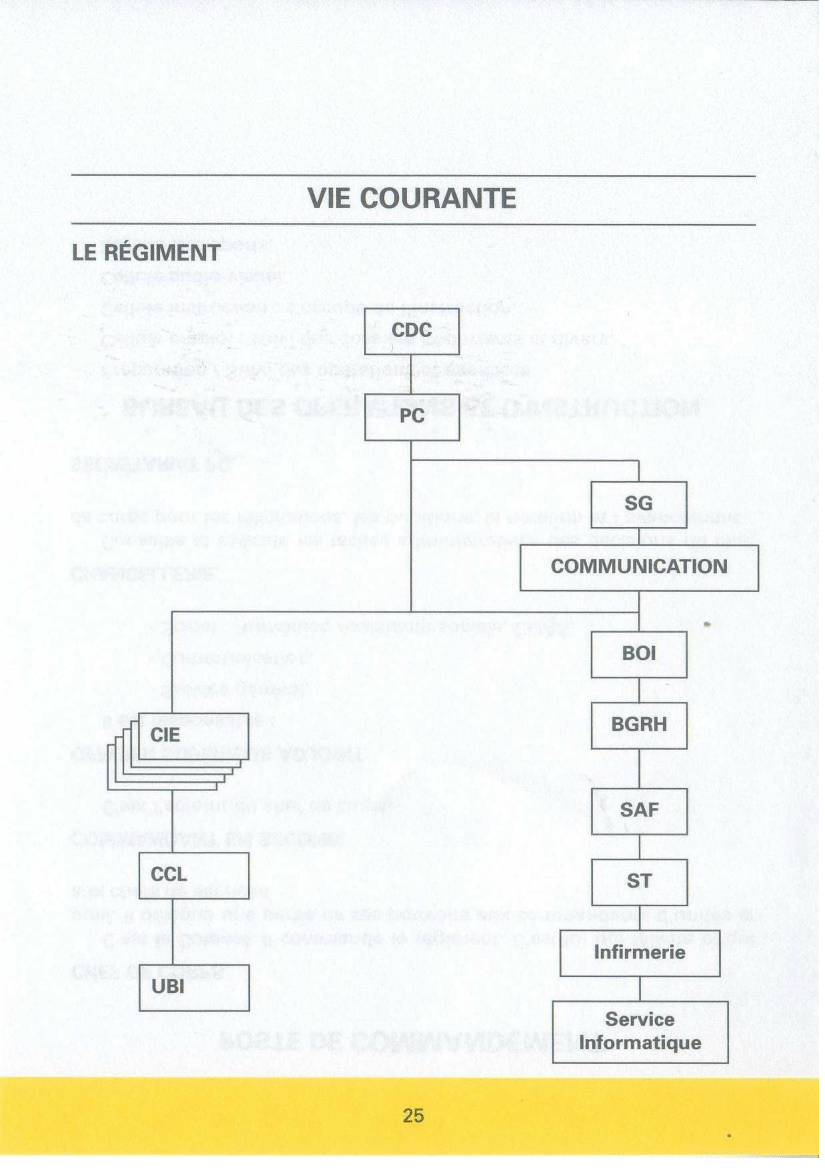 VIE COURANTE
LE RÉGIMENT
CDC
PC
SG
COMMUNICATION
BOI
CIE
BGRH
SAF
CCL
ST
Infirmerie
UBI
Service
Informatique
25